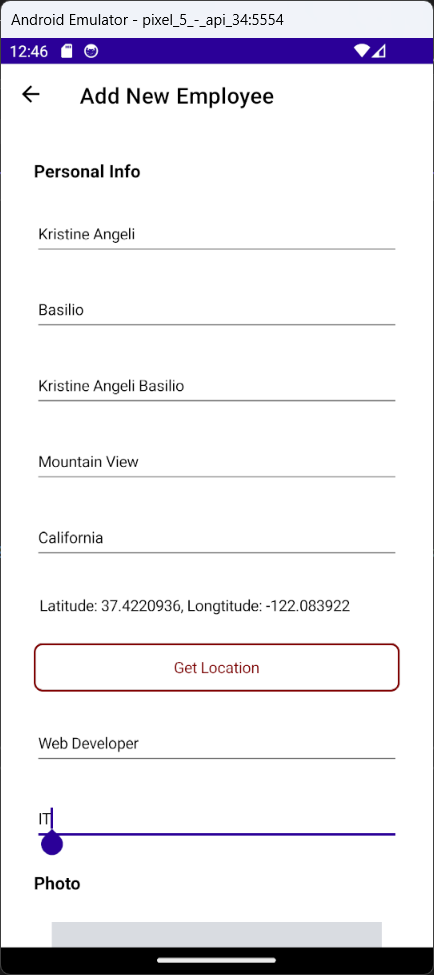 Android Emulator - pixel_5_-_api_34:5554
12:46
Add New Employee
Personal Info
Kristine Angeli
Basilio
Kristine Angeli Basilio
Mountain View
California
Latitude: 37.4220936, Longtitude: -122.083922
Get Location
Web Developer
IT
Photo